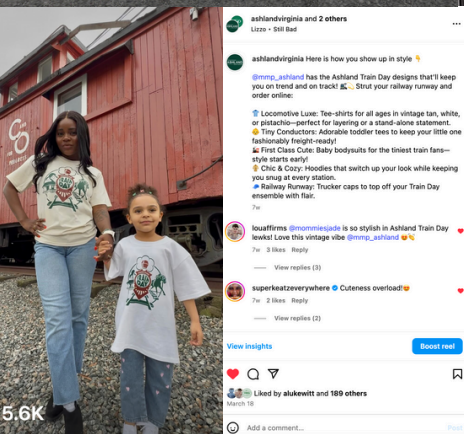 C&O
5.6K
ashlandvirginia and 2 others
Lizzo • Still Bad
ashlandvirginia Here is how you show up in style 👇
@mmp_ashland has the Ashland Train Day designs that'll keep
you on trend and on track! 🚂💫 Strut your railway runway and
order online:
👕 Locomotive Luxe: Tee-shirts for all ages in vintage tan, white,
or pistachio—perfect for layering or a stand-alone statement.
Tiny Conductors: Adorable toddler tees to keep your little one
fashionably freight-ready!
First Class Cute: Baby bodysuits for the tiniest train fans—
style starts early!
Chic & Cozy: Hoodies that switch up your look while keeping
you snug at every station.
🧢 Railway Runway: Trucker caps to top off your Train Day
ensemble with flair.
7w
louaffirms @mommiesjade is so stylish in Ashland Train Day
lewks! Love this vintage vibe @mmp_ashland 😍👏
7w 3 likes Reply
View replies (3)
superkeatzeverywhere Cuteness overload!😍
7w 2 likes Reply
View replies (2)
View insights
Boost reel
Liked by alukewitt and 189 others
March 18
Add a comment...
Post